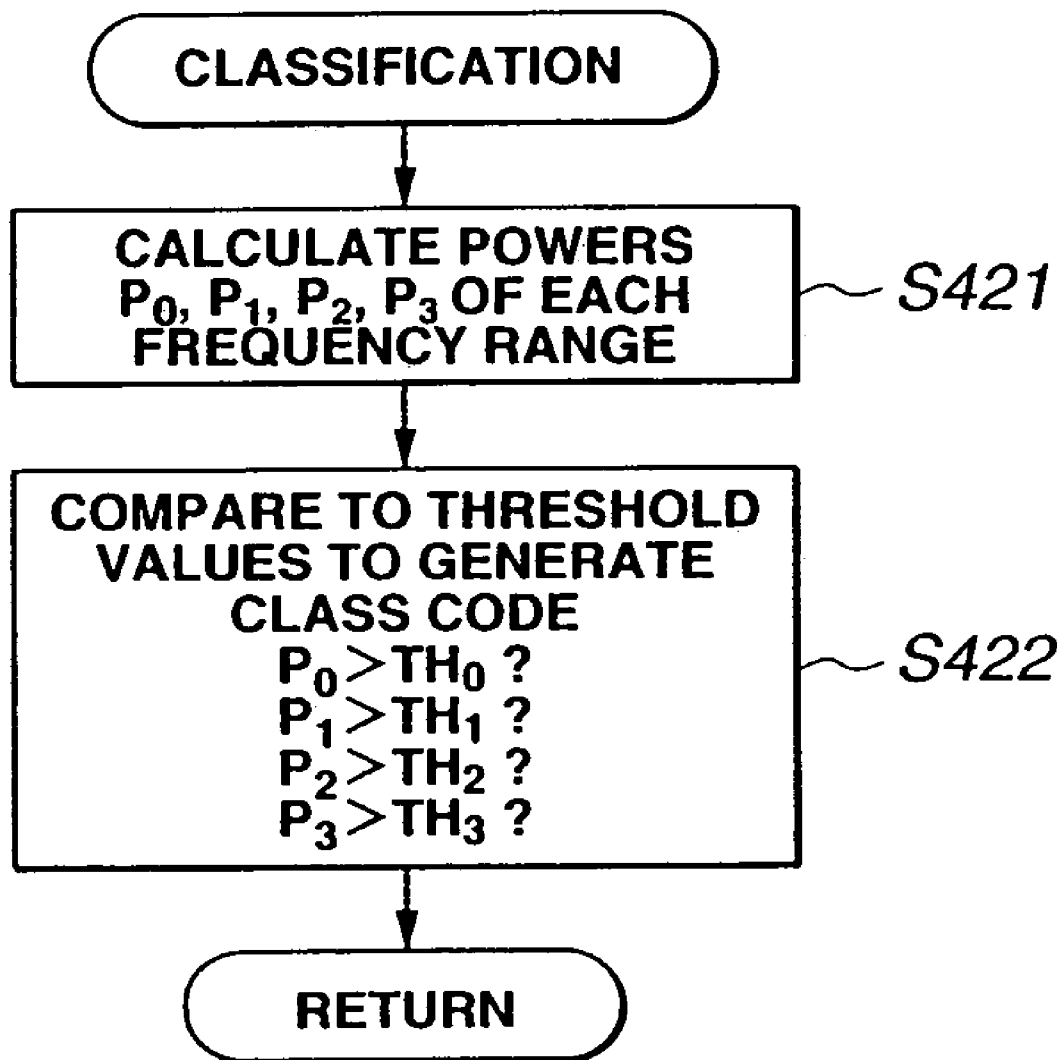 CLASSIFICATION
CALCULATE POWERS
P₀, P₁, P₂, P₃ OF EACH
FREQUENCY RANGE
S421
COMPARE TO THRESHOLD
VALUES TO GENERATE
CLASS CODE
P₀ > TH₀ ?
P₁ > TH₁ ?
P₂ > TH₂ ?
P₃ > TH₃ ?
S422
RETURN